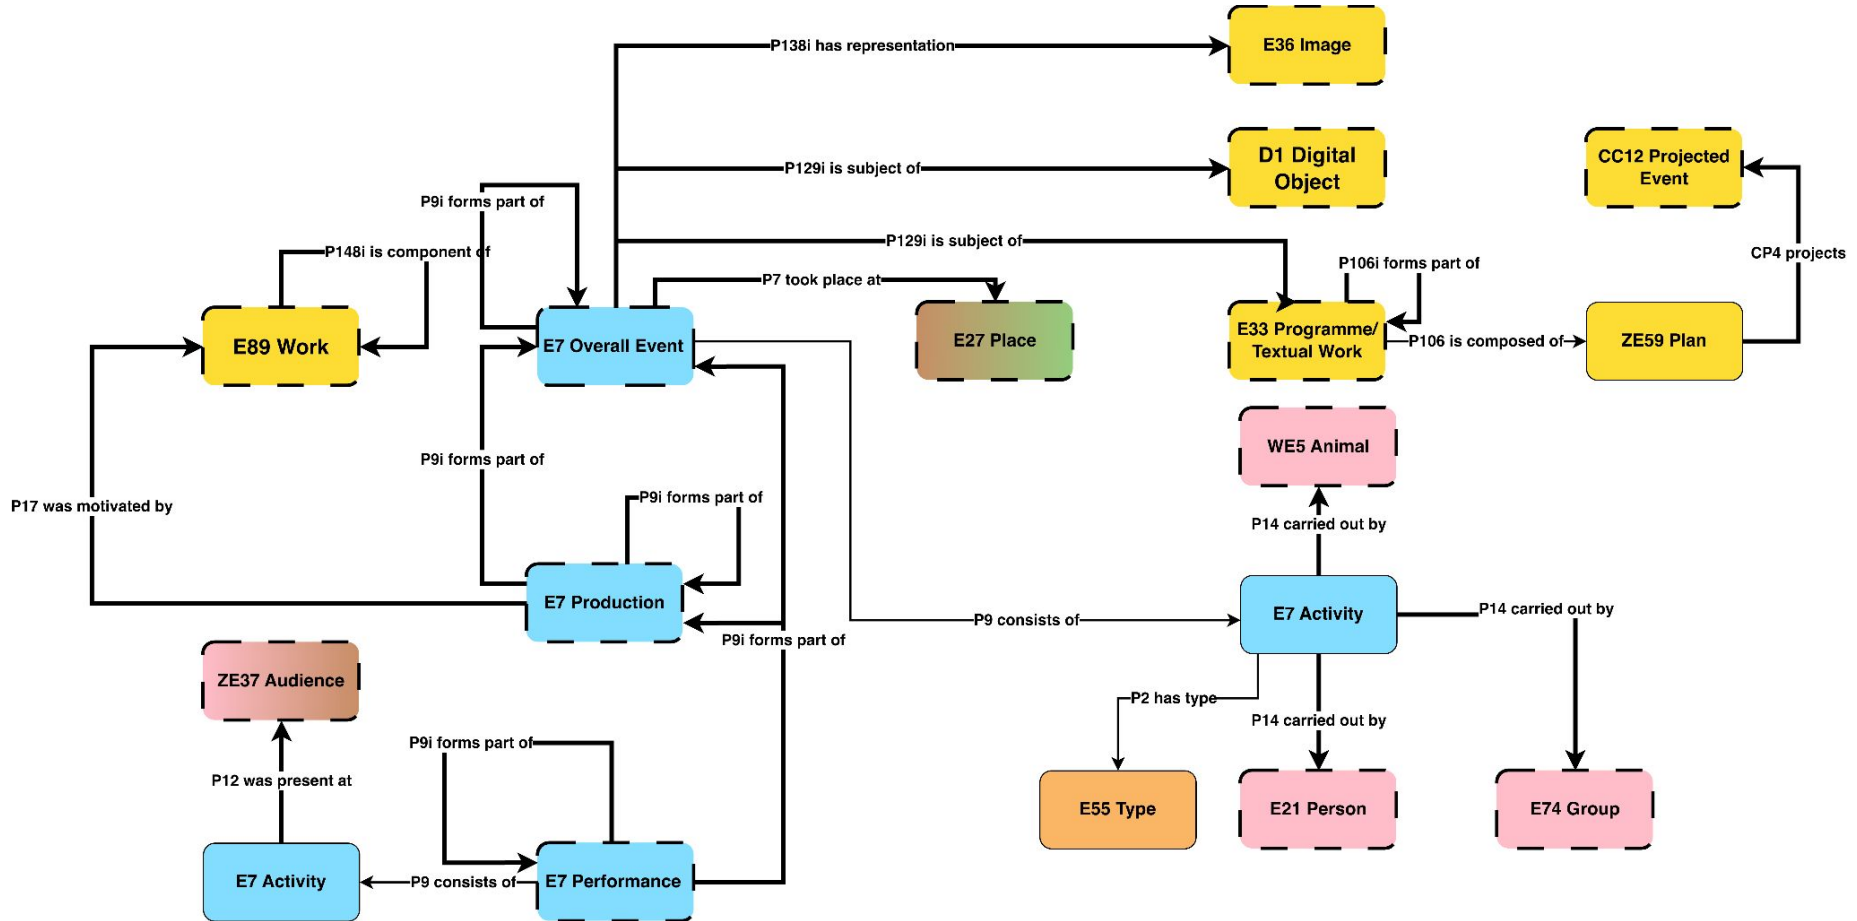 P138i has representation
E36 Image
D1 Digital
Object
P129i is subject of
CC12 Projected
Event
P9i forms part of
P148i is component of
P129i is subject of
P7 took place at
P106i forms part of
CP4 projects
E89 Work
E7 Overall Event
E27 Place
E33 Programme/
Textual Work
P106 is composed of
ZE59 Plan
P9i forms part of
WE5 Animal
P17 was motivated by
P9i forms part of
P14 carried out by
E7 Production
E7 Activity
P14 carried out by
P9 consists of
P9i forms part of
ZE37 Audience
P2 has type
P14 carried out by
P9i forms part of
P12 was present at
E55 Type
E21 Person
E74 Group
E7 Activity
P9 consists of
E7 Performance